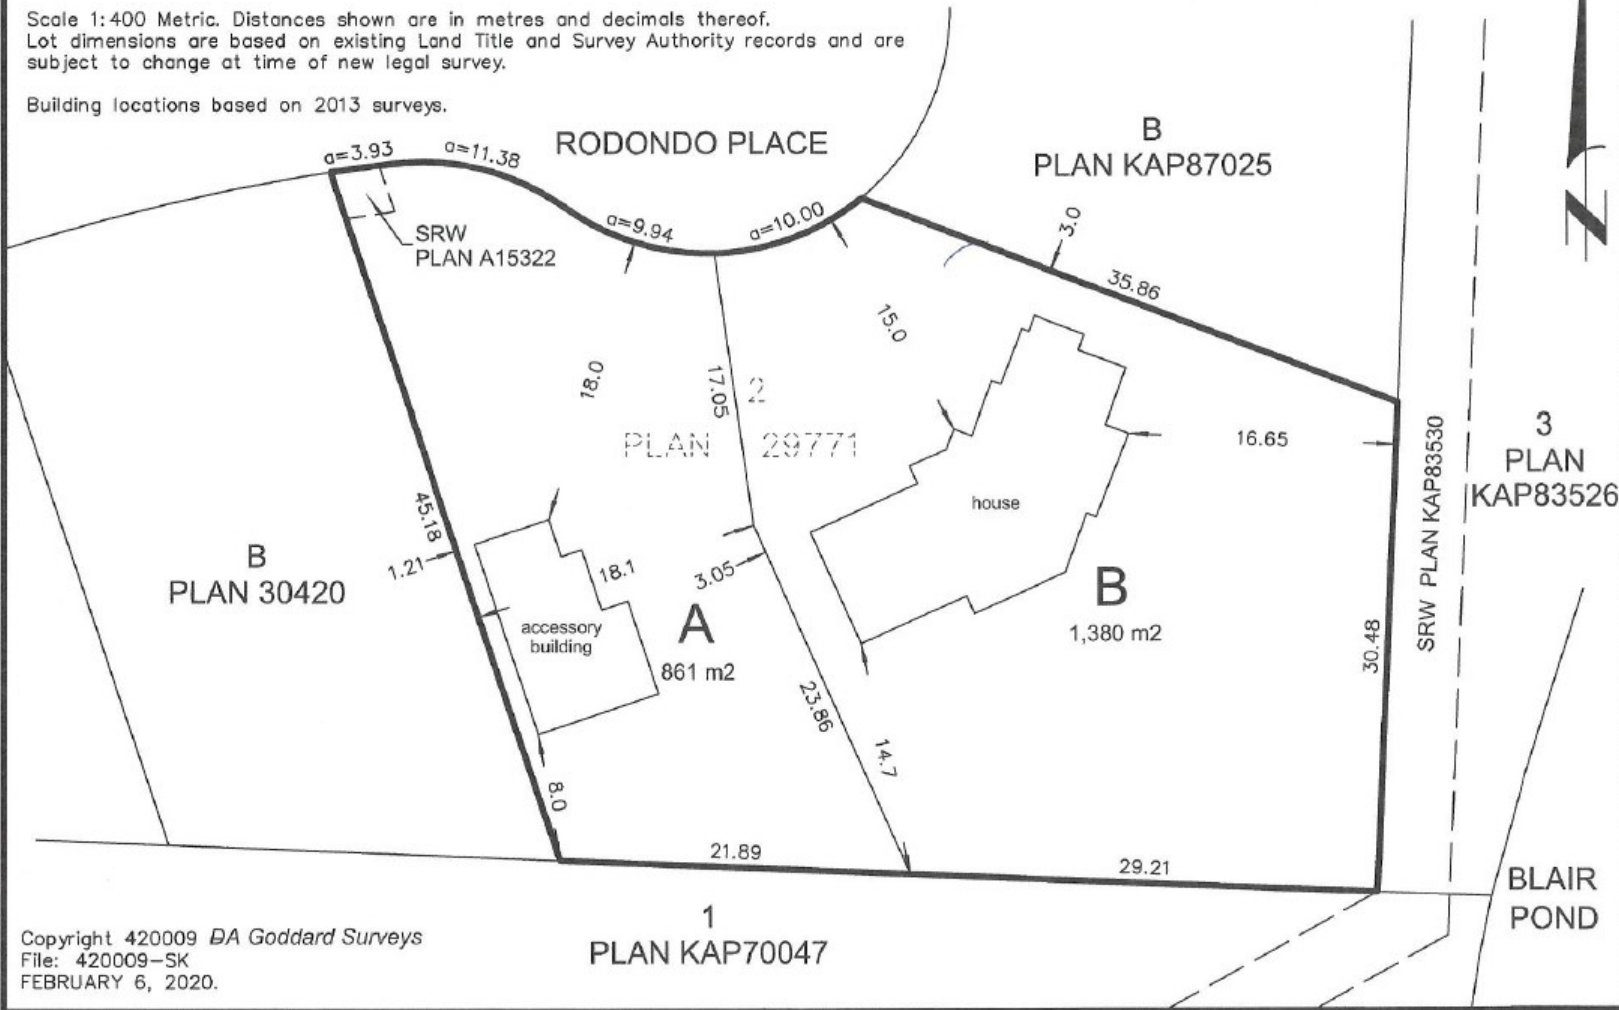 Scale 1:400 Metric. Distances shown are in metres and decimals thereof.
Lot dimensions are based on existing Land Title and Survey Authority records and are
subject to change at time of new legal survey.
Building locations based on 2013 surveys.
RODONDO PLACE
B
PLAN KAP87025
a=3.93
a=11.38
a=9.94
a=10.00
SRW
PLAN A15322
3.0
35.86
15.0
18.0
17.05
2
PLAN 29771
16.65
3
PLAN
KAP83526
SRW PLAN KAP83530
N
house
B
PLAN 30420
45.18
1.21
18.1
3.05
accessory
building
A
861 m2
B
1,380 m2
30.48
23.86
14.7
8.0
21.89
29.21
BLAIR
POND
1
PLAN KAP70047
Copyright 420009 DA Goddard Surveys
File: 420009-SK
FEBRUARY 6, 2020.